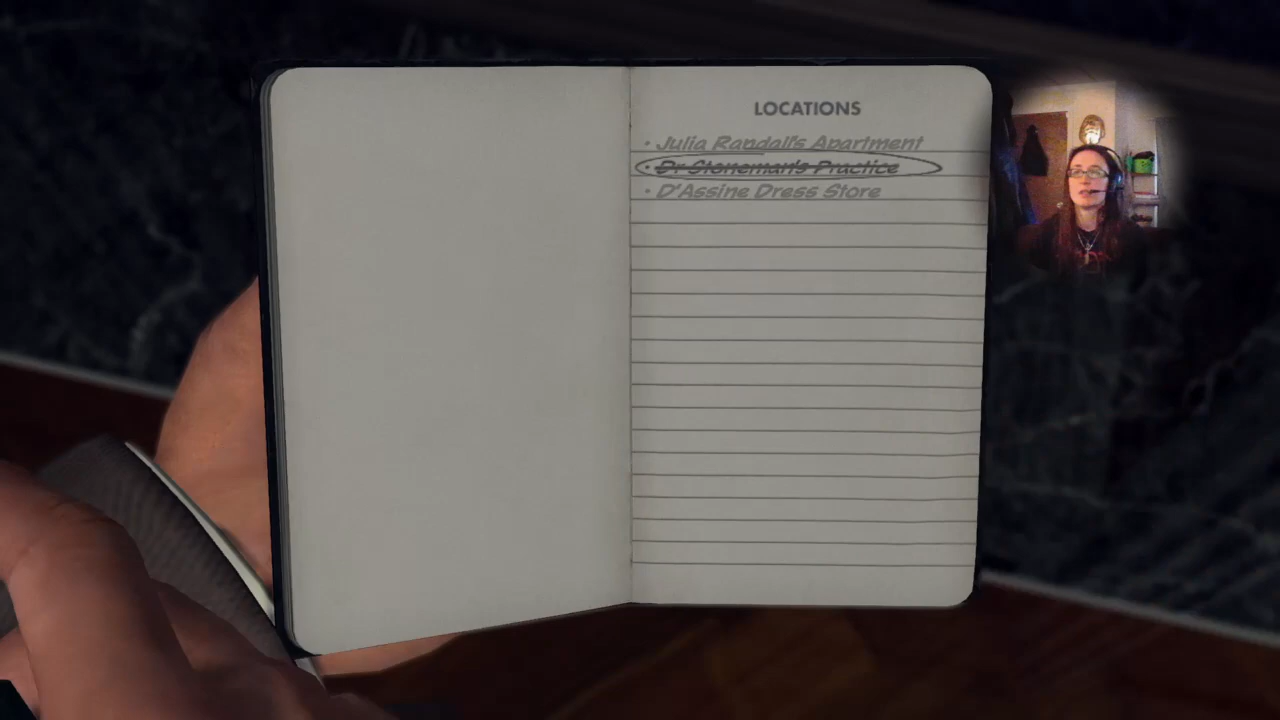 LOCATIONS
· Julia Randall's Apartment
· Dr Stoneman's Practice
· D'Assine Dress Store